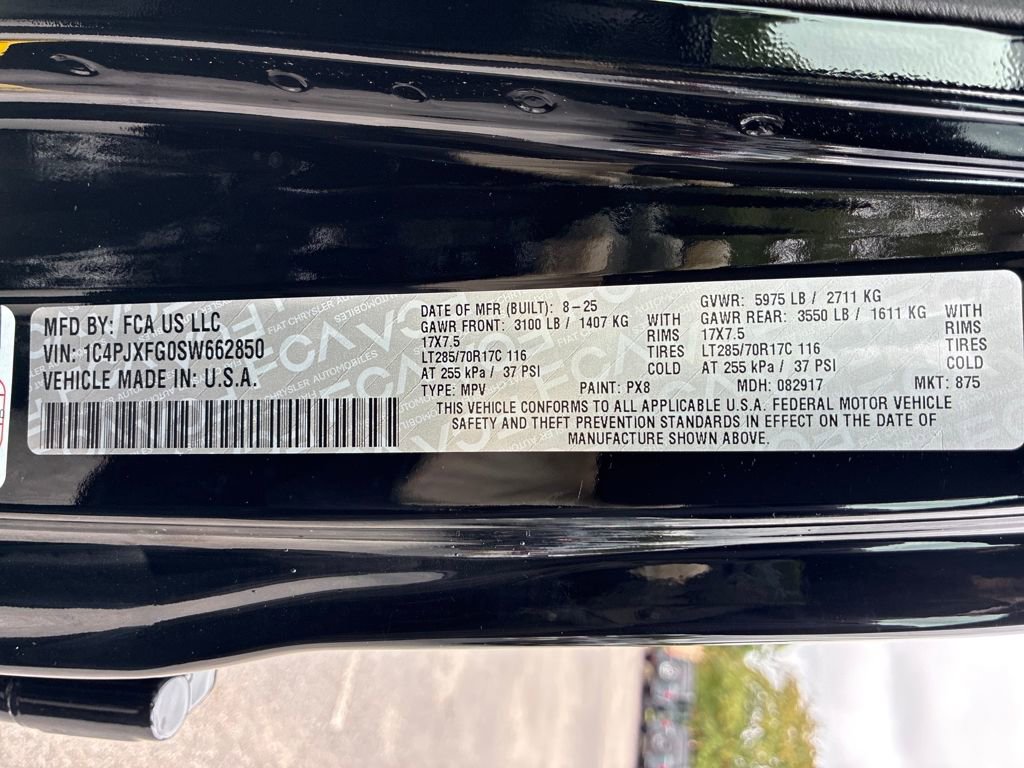 MFD BY: FCA US LLC
VIN: 1C4PJXFG0SW662850
VEHICLE MADE IN: U.S.A.
DATE OF MFR (BUILT): 8-25
GAWR FRONT: 3100 LB / 1407 KG WITH
17X7.5 RIMS
LT285/70R17C 116 TIRES
AT 255 kPa / 37 PSI COLD
GVWR: 5975 LB / 2711 KG
GAWR REAR: 3550 LB / 1611 KG WITH
17X7.5 RIMS
LT285/70R17C 116 TIRES
AT 255 kPa / 37 PSI COLD
TYPE: MPV PAINT: PX8 MDH: 082917 MKT: 875
THIS VEHICLE CONFORMS TO ALL APPLICABLE U.S.A. FEDERAL MOTOR VEHICLE
SAFETY AND THEFT PREVENTION STANDARDS IN EFFECT ON THE DATE OF
MANUFACTURE SHOWN ABOVE.